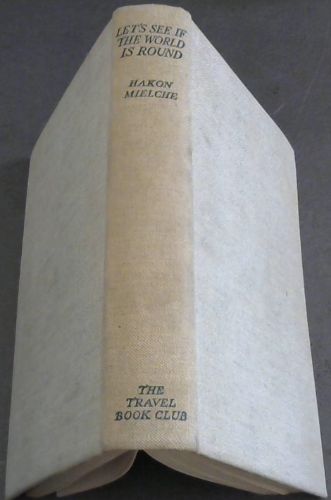 LET'S SEE IF
THE WORLD
IS ROUND
HAKON
MIELCHE
THE
TRAVEL
BOOK CLUB